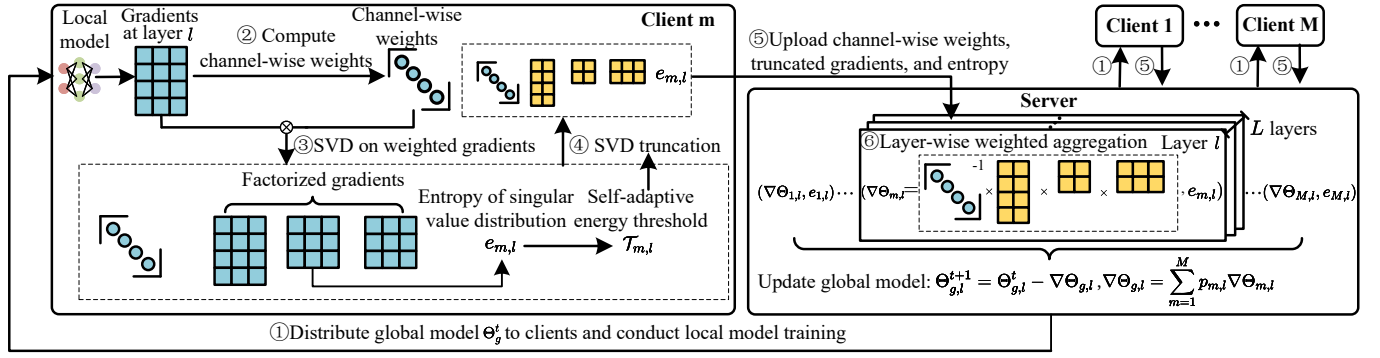 Local
model
Gradients
at layer l
② Compute
channel-wise weights
Channel-wise
weights
Client m
e_{m,l}
③SVD on weighted gradients
④ SVD truncation
Factorized gradients
Entropy of singular
value distribution
e_{m,l}
Self-adaptive
energy threshold
𝒯_{m,l}
⑤Upload channel-wise weights,
truncated gradients, and entropy
Client 1 ••• Client M
① ⑤ ① ⑤
Server
L layers
⑥Layer-wise weighted aggregation
Layer l
(∇Θ_{1,l}, e_{1,l}) ⋯ (∇Θ_{m,l}= -1 × × × , e_{m,l}) ⋯(∇Θ_{M,l}, e_{M,l})
Update global model: Θ_{g,l}^{t+1} = Θ_{g,l}^{t} − ∇Θ_{g,l}, ∇Θ_{g,l} = ∑_{m=1}^{M} p_{m,l}∇Θ_{m,l}
①Distribute global model Θ_g^t to clients and conduct local model training